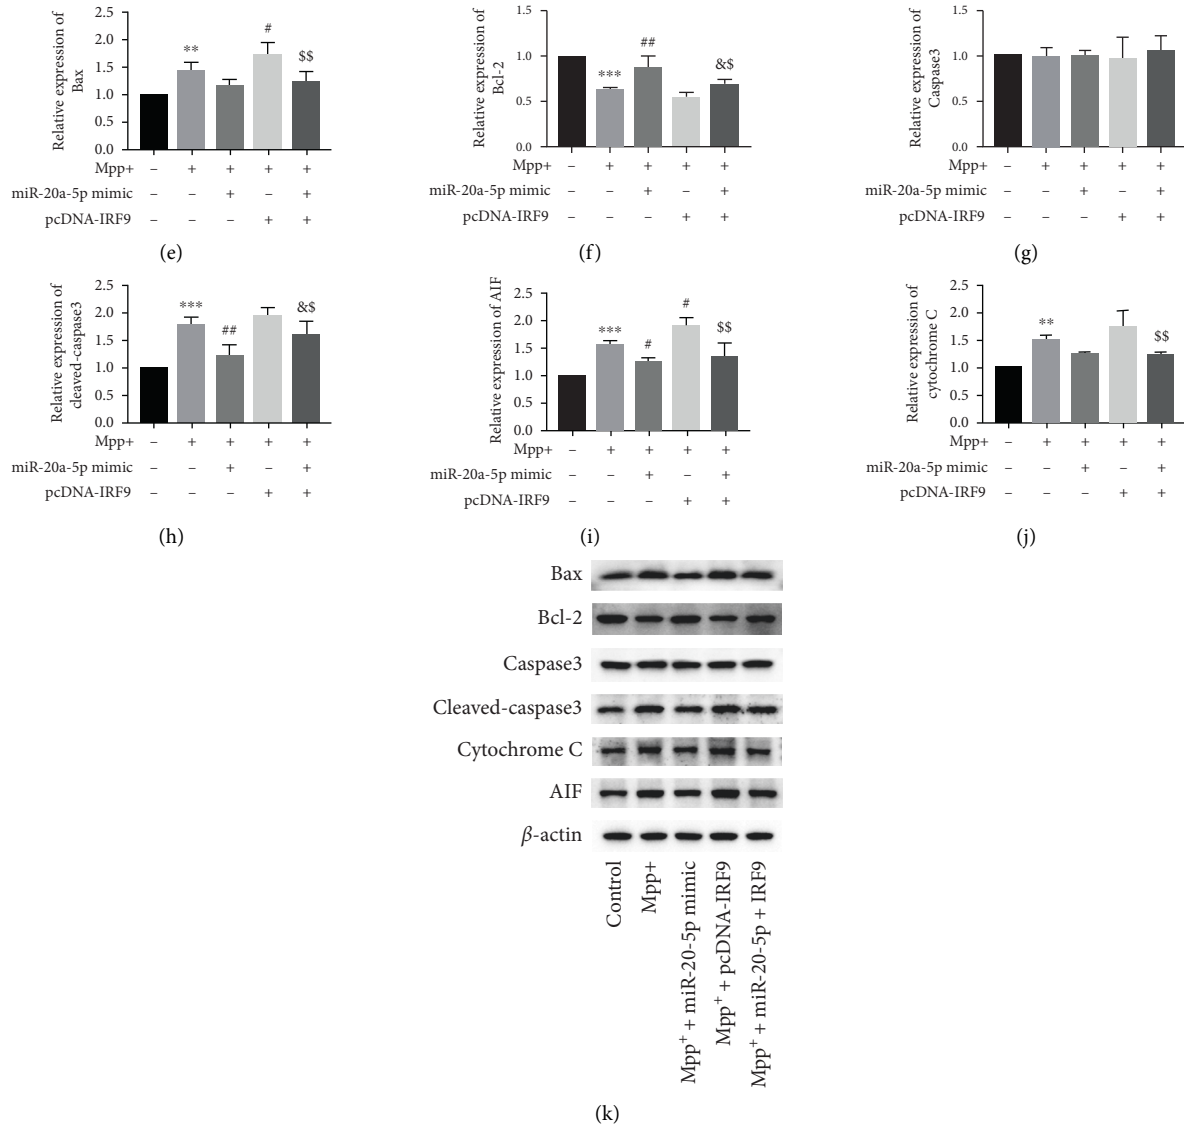 Relative expression of
Bax
2.5
2.0
1.5
1.0
0.5
0.0
**
#
$$
Mpp+ – + + + +
miR-20a-5p mimic – – + – +
pcDNA-IRF9 – – – + +
(e)
Relative expression of
Bcl-2
1.5
1.0
0.5
0.0
***
##
&$
Mpp+ – + + + +
miR-20a-5p mimic – – + – +
pcDNA-IRF9 – – – + +
(f)
Relative expression of
Caspase3
1.5
1.0
0.5
0.0
Mpp+ – + + + +
miR-20a-5p mimic – – + – +
pcDNA-IRF9 – – – + +
(g)
Relative expression of
cleaved-caspase3
2.5
2.0
1.5
1.0
0.5
0.0
***
##
&$
Mpp+ – + + + +
miR-20a-5p mimic – – + – +
pcDNA-IRF9 – – – + +
(h)
Relative expression of AIF
2.5
2.0
1.5
1.0
0.5
0.0
***
#
#
$$
Mpp+ – + + + +
miR-20a-5p mimic – – + – +
pcDNA-IRF9 – – – + +
(i)
Relative expression of
cytochrome C
2.5
2.0
1.5
1.0
0.5
0.0
**
$$
Mpp+ – + + + +
miR-20a-5p mimic – – + – +
pcDNA-IRF9 – – – + +
(j)
Bax
Bcl-2
Caspase3
Cleaved-caspase3
Cytochrome C
AIF
β-actin
Control
Mpp+
Mpp⁺ + miR-20-5p mimic
Mpp⁺ + pcDNA-IRF9
Mpp⁺ + miR-20-5p + IRF9
(k)